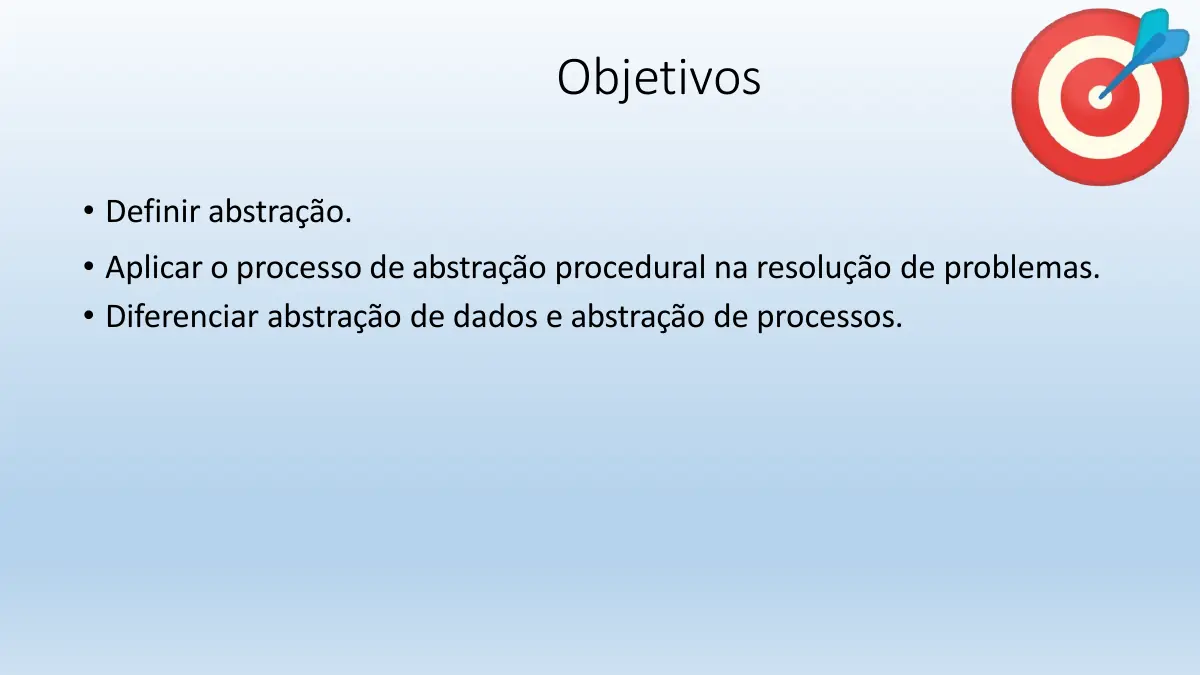 Objetivos
• Definir abstração.
• Aplicar o processo de abstração procedural na resolução de problemas.
• Diferenciar abstração de dados e abstração de processos.